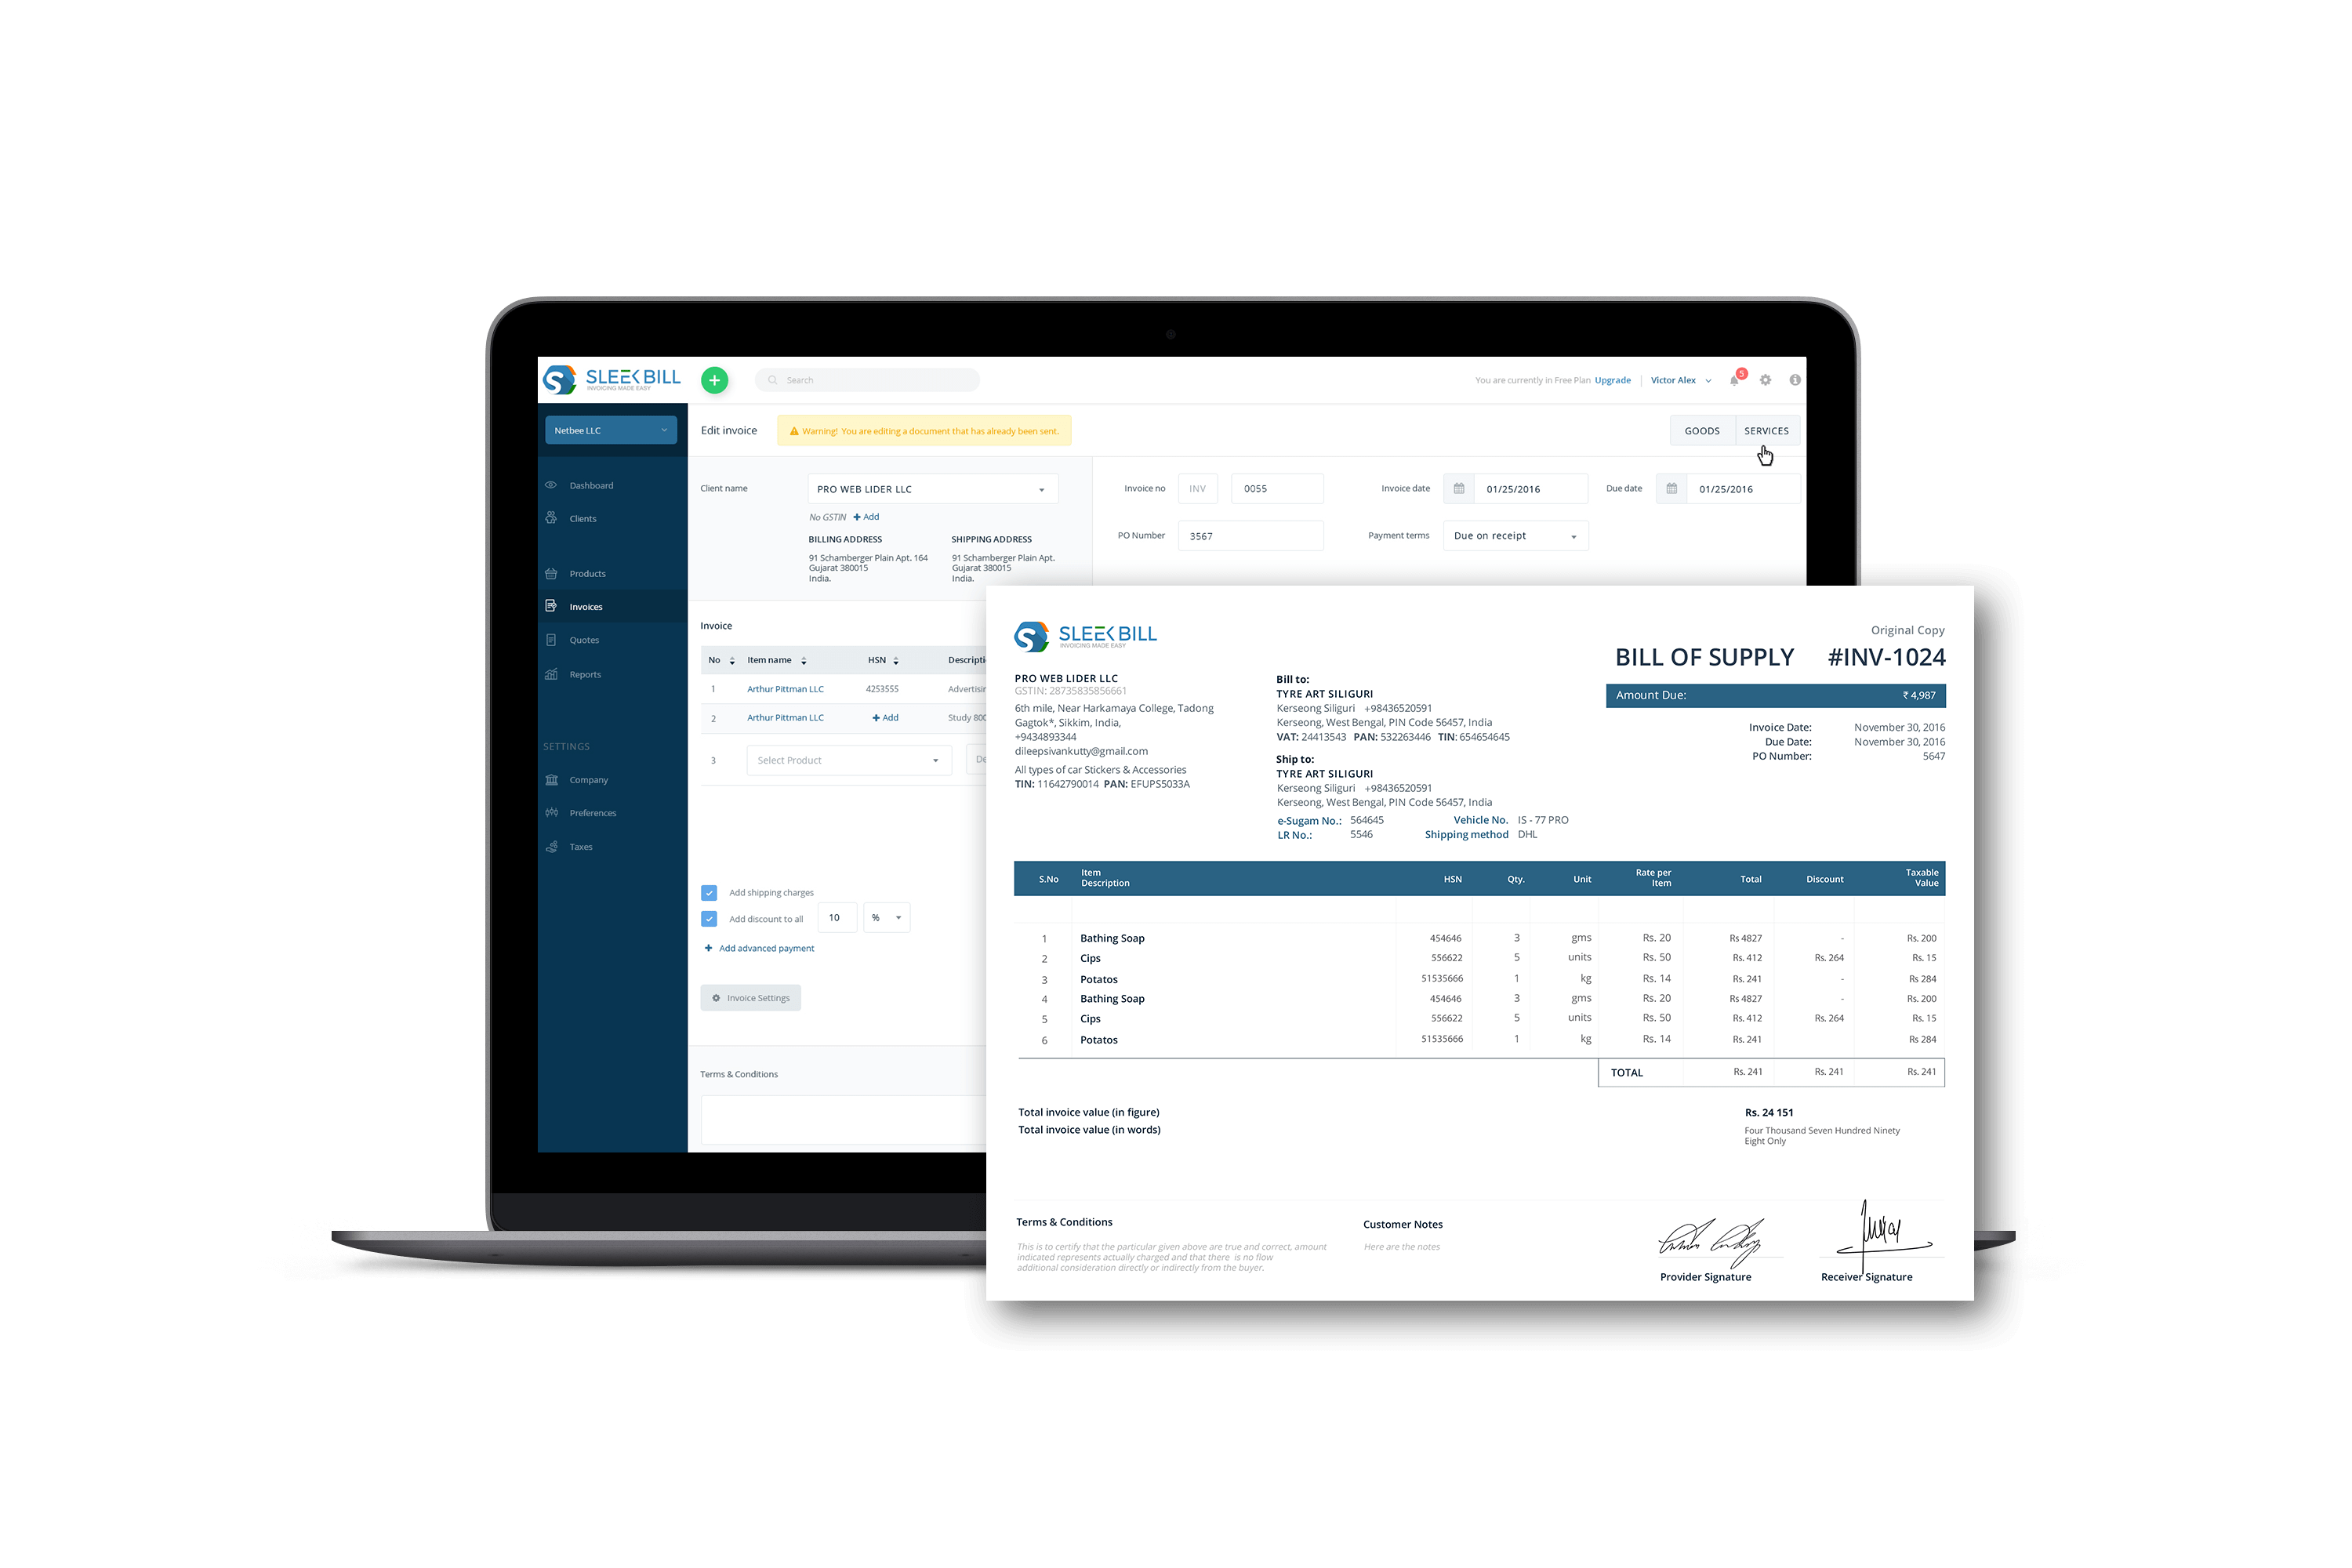 SLEEK BILL
INVOICING MADE EASY
Search
You are currently in Free Plan Upgrade
Victor Alex
5
Netbee LLC
Edit invoice
Warning! You are editing a document that has already been sent.
GOODS SERVICES
Dashboard
Clients
Products
Invoices
Quotes
Reports
SETTINGS
Company
Preferences
Taxes
Client name
PRO WEB LIDER LLC
No GSTIN + Add
BILLING ADDRESS
91 Schamberger Plain Apt. 164
Gujarat 380015
India.
SHIPPING ADDRESS
91 Schamberger Plain Apt.
Gujarat 380015
India.
Invoice no INV 0055
Invoice date 01/25/2016
Due date 01/25/2016
PO Number 3567
Payment terms Due on receipt
Invoice
No Item name HSN Descripti
1 Arthur Pittman LLC 4253555 Advertisin
2 Arthur Pittman LLC + Add Study 800
3 Select Product De
Add shipping charges
Add discount to all 10 %
+ Add advanced payment
Invoice Settings
Terms & Conditions
SLEEK BILL
INVOICING MADE EASY
Original Copy
BILL OF SUPPLY #INV-1024
Amount Due: ₹ 4,987
Invoice Date: November 30, 2016
Due Date: November 30, 2016
PO Number: 5647
PRO WEB LIDER LLC
GSTIN: 28735835856661
6th mile, Near Harkamaya College, Tadong
Gagtok*, Sikkim, India,
+9434893344
dileepsivankutty@gmail.com
All types of car Stickers & Accessories
TIN: 11642790014 PAN: EFUPS5033A
Bill to:
TYRE ART SILIGURI
Kerseong Siliguri +98436520591
Kerseong, West Bengal, PIN Code 56457, India
VAT: 24413543 PAN: 532263446 TIN: 654654645
Ship to:
TYRE ART SILIGURI
Kerseong Siliguri +98436520591
Kerseong, West Bengal, PIN Code 56457, India
e-Sugam No.: 564645 Vehicle No. IS - 77 PRO
LR No.: 5546 Shipping method DHL
S.No Item Description HSN Qty. Unit Rate per Item Total Discount Taxable Value
1 Bathing Soap 454646 3 gms Rs. 20 Rs 4827 - Rs. 200
2 Cips 556622 5 units Rs. 50 Rs. 412 Rs. 264 Rs. 15
3 Potatos 51535666 1 kg Rs. 14 Rs. 241 - Rs 284
4 Bathing Soap 454646 3 gms Rs. 20 Rs 4827 - Rs. 200
5 Cips 556622 5 units Rs. 50 Rs. 412 Rs. 264 Rs. 15
6 Potatos 51535666 1 kg Rs. 14 Rs. 241 Rs 284
TOTAL Rs. 241 Rs. 241 Rs. 241
Total invoice value (in figure) Rs. 24 151
Total invoice value (in words) Four Thousand Seven Hundred Ninety
Eight Only
Terms & Conditions
This is to certify that the particular given above are true and correct, amount
indicated represents actually charged and that there is no flow
additional consideration directly or indirectly from the buyer.
Customer Notes
Here are the notes
Provider Signature
Receiver Signature